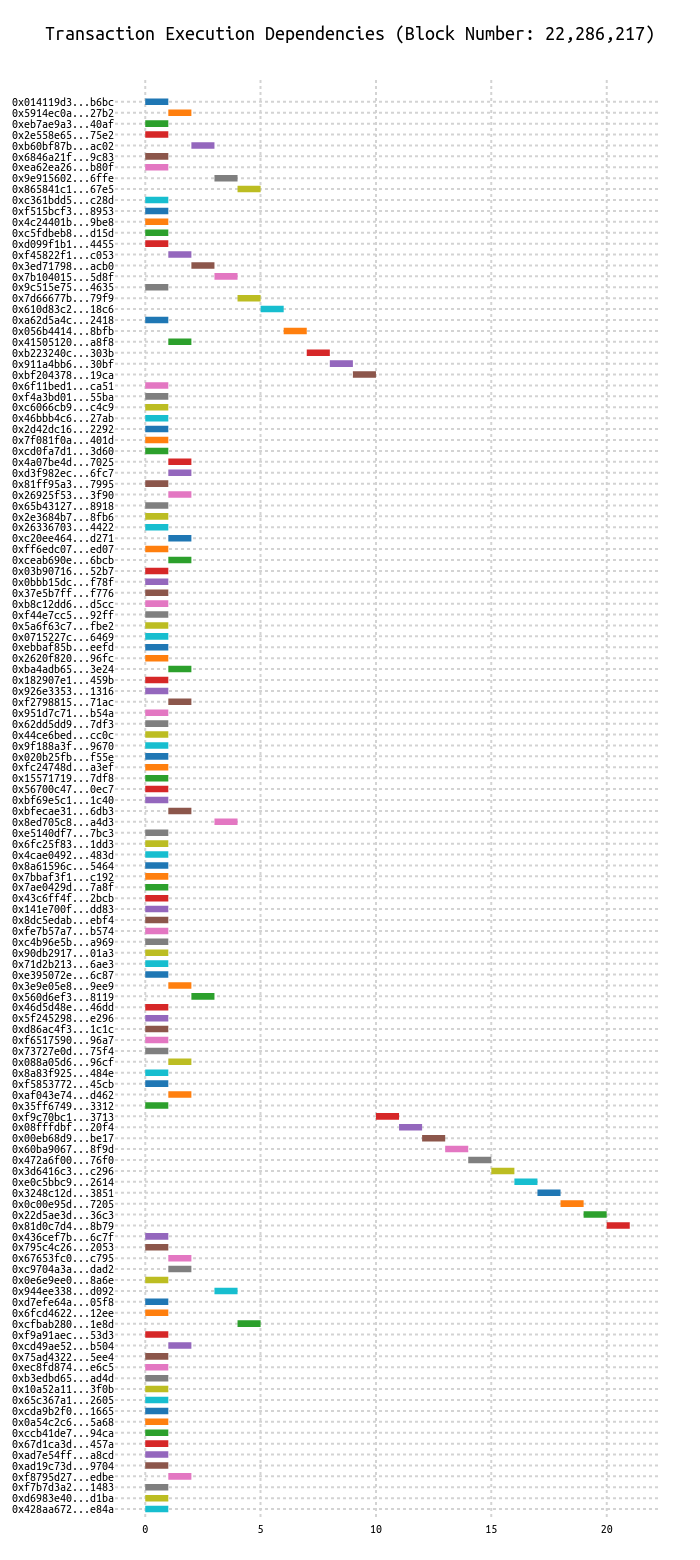 Transaction Execution Dependencies (Block Number: 22,286,217)
0x014119d3...b6bc
0x5914ec0a...27b2
0xeb7ae9a3...40af
0x2e558e65...75e2
0xb60bf87b...ac02
0x6846a21f...9c83
0xea62ea26...b80f
0x9e915602...6ffe
0x865841c1...67e5
0xc361bdd5...c28d
0xf515bcf3...8953
0x4c24401b...9be8
0xc5fdbeb8...d15d
0xd099f1b1...4455
0xf45822f1...c053
0x3ed71798...acb0
0x7b104015...5d8f
0x9c515e75...4635
0x7d66677b...79f9
0x610d83c2...18c6
0xa62d5a4c...2418
0x056b4414...8bfb
0x41505120...a8f8
0xb223240c...303b
0x911a4bb6...30bf
0xbf204378...19ca
0x6f11bed1...ca51
0xf4a3bd01...55ba
0xc6066cb9...c4c9
0x46bbb4c6...27ab
0x2d42dc16...2292
0x7f081f0a...401d
0xcd0fa7d1...3d60
0x4a07be4d...7025
0xd3f982ec...6fc7
0x81ff95a3...7995
0x26925f53...3f90
0x65b43127...8918
0x2e3684b7...8fb6
0x26336703...4422
0xc20ee464...d271
0xff6edc07...ed07
0xceab690e...6bcb
0x03b90716...52b7
0x0bbb15dc...f78f
0x37e5b7ff...f776
0xb8c12dd6...d5cc
0xf44e7cc5...92ff
0x5a6f63c7...fbe2
0x0715227c...6469
0xebbaf85b...eefd
0x2620f820...96fc
0xba4adb65...3e24
0x182907e1...459b
0x926e3353...1316
0xf2798815...71ac
0x951d7c71...b54a
0x62dd5dd9...7df3
0x44ce6bed...cc0c
0x9f188a3f...9670
0x020b25fb...f55e
0xfc24748d...a3ef
0x15571719...7df8
0x56700c47...0ec7
0xbf69e5c1...1c40
0xbfecae31...6db3
0x8ed705c8...a4d3
0xe5140df7...7bc3
0x6fc25f83...1dd3
0x4cae0492...483d
0x8a61596c...5464
0x7bbaf3f1...c192
0x7ae0429d...7a8f
0x43c6ff4f...2bcb
0x141e700f...dd83
0x8dc5edab...ebf4
0xfe7b57a7...b574
0xc4b96e5b...a969
0x90db2917...01a3
0x71d2b213...6ae3
0xe395072e...6c87
0x3e9e05e8...9ee9
0x560d6ef3...8119
0x46d5d48e...46dd
0x5f245298...e296
0xd86ac4f3...1c1c
0xf6517590...96a7
0x73727e0d...75f4
0x088a05d6...96cf
0x8a83f925...484e
0xf5853772...45cb
0xaf043e74...d462
0x35ff6749...3312
0xf9c70bc1...3713
0x08fffdbf...20f4
0x00eb68d9...be17
0x60ba9067...8f9d
0x472a6f00...76f0
0x3d6416c3...c296
0xe0c5bbc9...2614
0x3248c12d...3851
0x0c00e95d...7205
0x22d5ae3d...36c3
0x81d0c7d4...8b79
0x436cef7b...6c7f
0x795c4c26...2053
0x67653fc0...c795
0xc9704a3a...dad2
0x0e6e9ee0...8a6e
0x944ee338...d092
0xd7efe64a...05f8
0x6fcd4622...12ee
0xcfbab280...1e8d
0xf9a91aec...53d3
0xcd49ae52...b504
0x75ad4322...5ee4
0xec8fd874...e6c5
0xb3edbd65...ad4d
0x10a52a11...3f0b
0x65c367a1...2605
0xcda9b2f0...1665
0x0a54c2c6...5a68
0xccb41de7...94ca
0x67d1ca3d...457a
0xad7e54ff...a8cd
0xad19c73d...9704
0xf8795d27...edbe
0xf7b7d3a2...1483
0xd6983e40...d1ba
0x428aa672...e84a
0 5 10 15 20